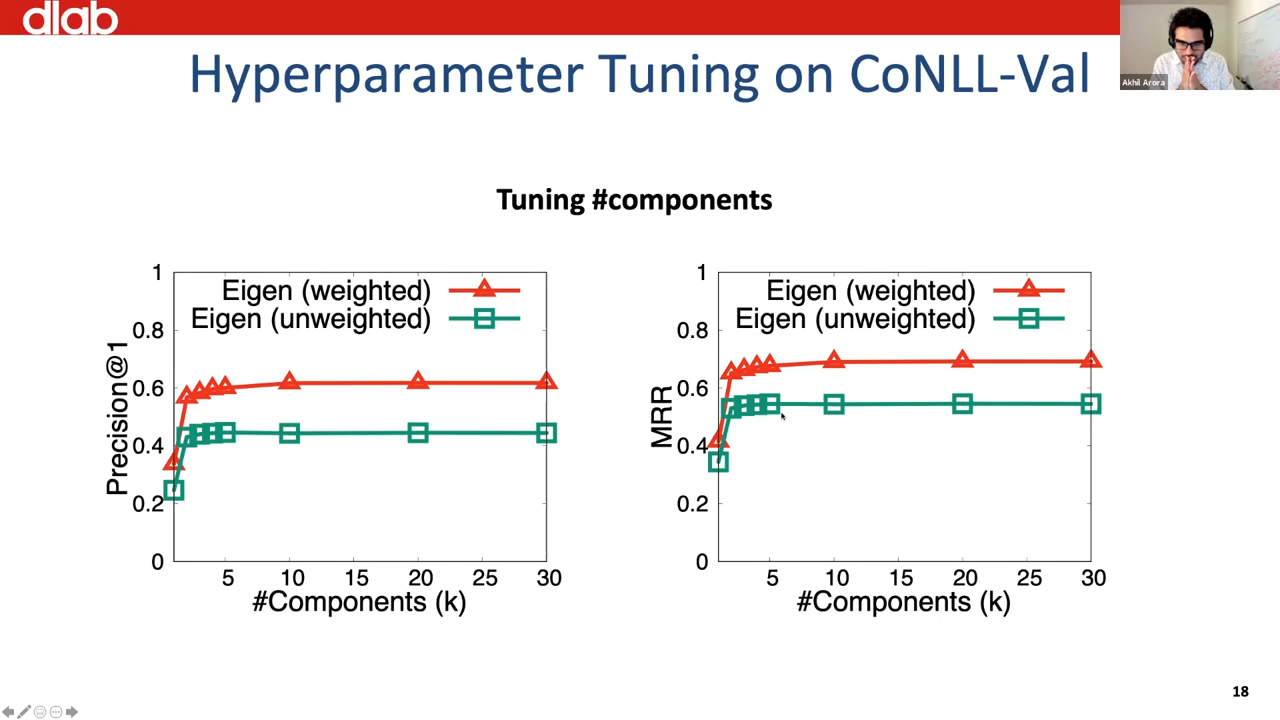 dlab
Akhil Arora
Hyperparameter Tuning on CoNLL-Val
Tuning #components
1
0.8
0.6
0.4
0.2
0
Precision@1
Eigen (weighted)
Eigen (unweighted)
5 10 15 20 25 30
#Components (k)
1
0.8
0.6
0.4
0.2
0
MRR
Eigen (weighted)
Eigen (unweighted)
5 10 15 20 25 30
#Components (k)
18